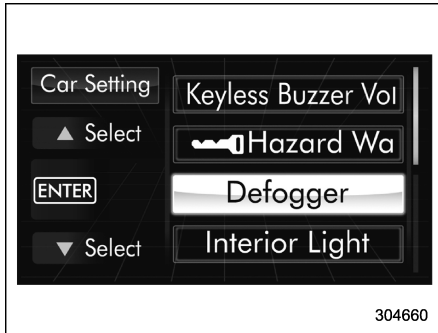 Car Setting
▲ Select
ENTER
▼ Select
Keyless Buzzer Vol
Hazard Wa
Defogger
Interior Light
304660